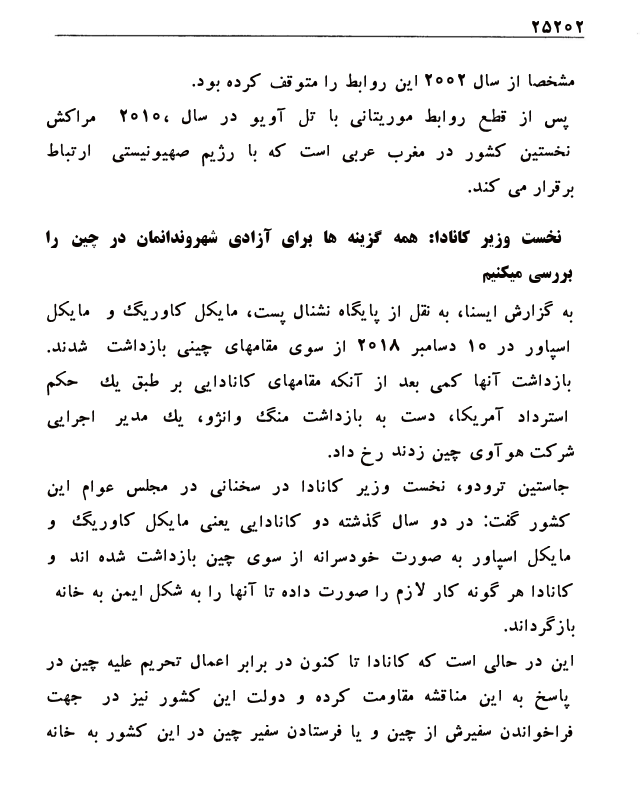 ۲۵۲۰۲
مشخصا از سال ۲۰۰۲ این روابط را متوقف کرده بود.
پس از قطع روابط موریتانی با تل آویو در سال ،۲۰۱۰ مراکش
نخستین کشور در مغرب عربی است که با رژیم صهیونیستی ارتباط
برقرار می کند.
نخست وزیر کانادا: همه گزینه ها برای آزادی شهروندانمان در چین را
بررسی میکنیم
به گزارش ایسنا، به نقل از پایگاه نشنال پست، مایکل کاوریگ و مایکل
اسپاور در ۱۰ دسامبر ۲۰۱۸ از سوی مقامهای چینی بازداشت شدند.
بازداشت آنها کمی بعد از آنکه مقامهای کانادایی بر طبق یك حکم
استرداد آمریکا، دست به بازداشت منگ وانژو، یك مدیر اجرایی
شرکت هوآوی چین زدند رخ داد.
جاستین ترودو، نخست وزیر کانادا در سخنانی در مجلس عوام این
کشور گفت: در دو سال گذشته دو کانادایی یعنی مایکل کاوریگ و
مایکل اسپاور به صورت خودسرانه از سوی چین بازداشت شده اند و
کانادا هر گونه کار لازم را صورت داده تا آنها را به شکل ایمن به خانه
بازگرداند.
این در حالی است که کانادا تا کنون در برابر اعمال تحریم علیه چین در
پاسخ به این مناقشه مقاومت کرده و دولت این کشور نیز در جهت
فراخواندن سفیرش از چین و یا فرستادن سفیر چین در این کشور به خانه